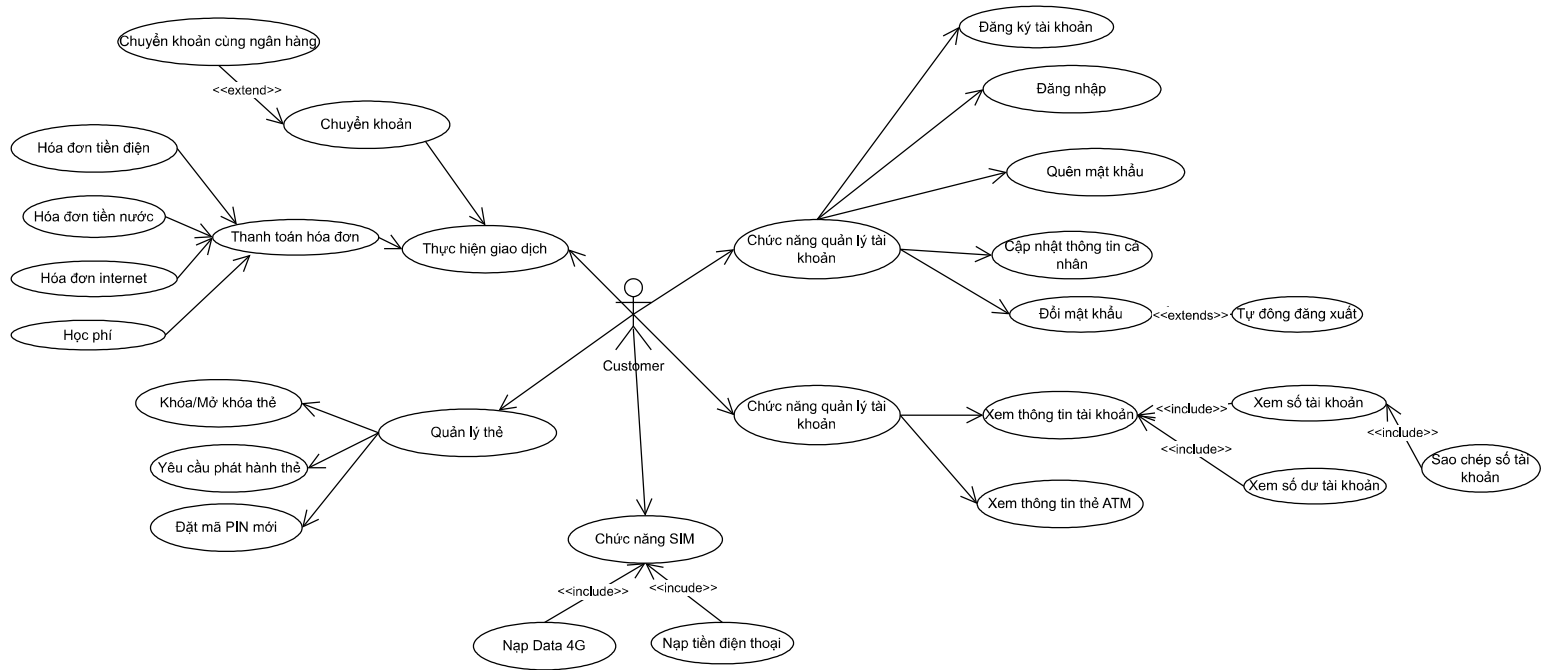 Đăng ký tài khoản
Chuyển khoản cùng ngân hàng
<<extend>>
Đăng nhập
Chuyển khoản
Hóa đơn tiền điện
Quên mật khẩu
Hóa đơn tiền nước
Thanh toán hóa đơn
Thực hiện giao dịch
Chức năng quản lý tài
khoản
Cập nhật thông tin cá
nhân
Hóa đơn internet
Đổi mật khẩu
<<extends>>
Tự đông đăng xuất
Học phí
Customer
Khóa/Mở khóa thẻ
Quản lý thẻ
Chức năng quản lý tài
khoản
Xem thông tin tài khoản
<<include>>
Xem số tài khoản
<<include>>
<<include>>
Sao chép số tài
khoản
Yêu cầu phát hành thẻ
Xem số dư tài khoản
Xem thông tin thẻ ATM
Đặt mã PIN mới
Chức năng SIM
<<include>>
<<incude>>
Nạp Data 4G
Nạp tiền điện thoại